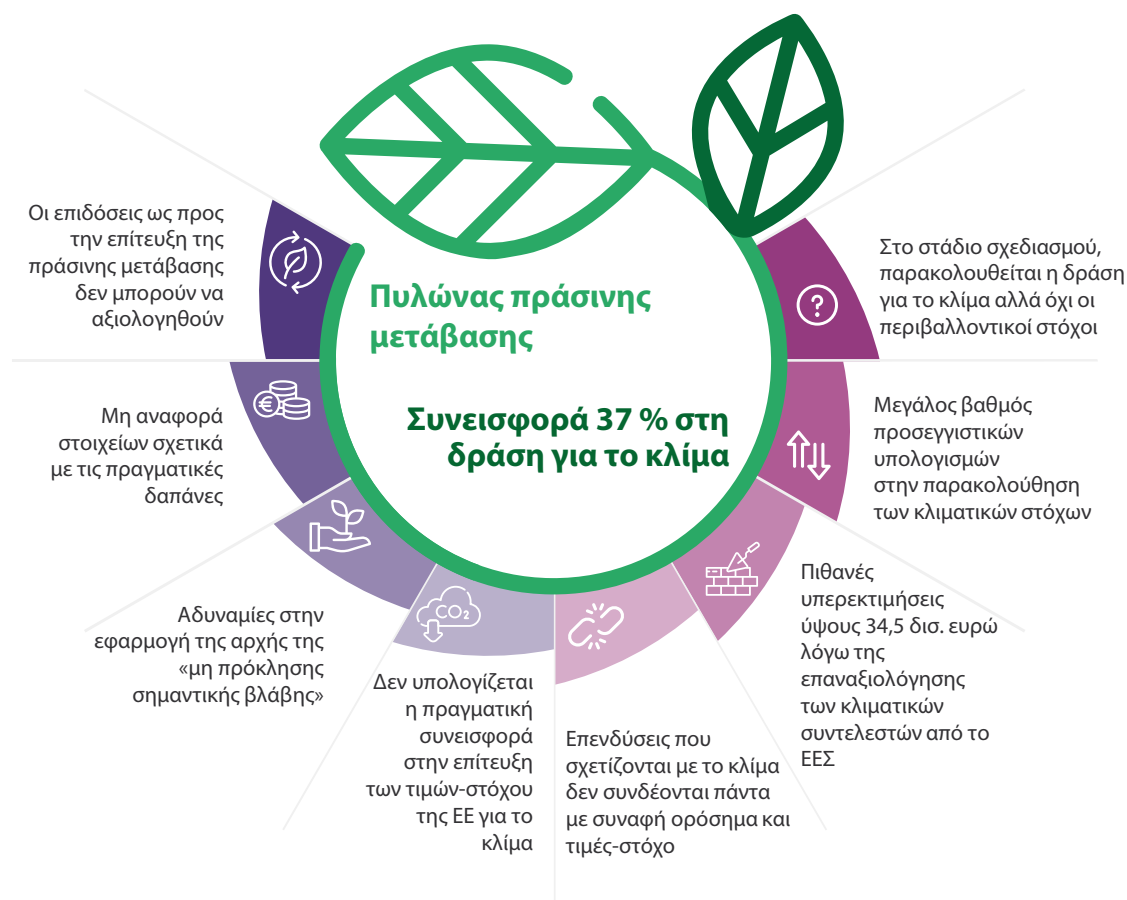 Πυλώνας πράσινης
μετάβασης
Συνεισφορά 37 % στη
δράση για το κλίμα
Στο στάδιο σχεδιασμού,
παρακολουθείται η δράση
για το κλίμα αλλά όχι οι
περιβαλλοντικοί στόχοι
Μεγάλος βαθμός
προσεγγιστικών
υπολογισμών
στην παρακολούθηση
των κλιματικών στόχων
Πιθανές
υπερεκτιμήσεις
ύψους 34,5 δισ. ευρώ
λόγω της
επαναξιολόγησης
των κλιματικών
συντελεστών από το
ΕΕΣ
Επενδύσεις που
σχετίζονται με το κλίμα
δεν συνδέονται πάντα
με συναφή ορόσημα και
τιμές-στόχο
CO2
Δεν υπολογίζεται
η πραγματική
συνεισφορά
στην επίτευξη
των τιμών-στόχου
της ΕΕ για το
κλίμα
Αδυναμίες στην
εφαρμογή της αρχής της
«μη πρόκλησης
σημαντικής βλάβης»
Μη αναφορά
στοιχείων σχετικά
με τις πραγματικές
δαπάνες
Οι επιδόσεις ως προς
την επίτευξη της
πράσινης μετάβασης
δεν μπορούν να
αξιολογηθούν